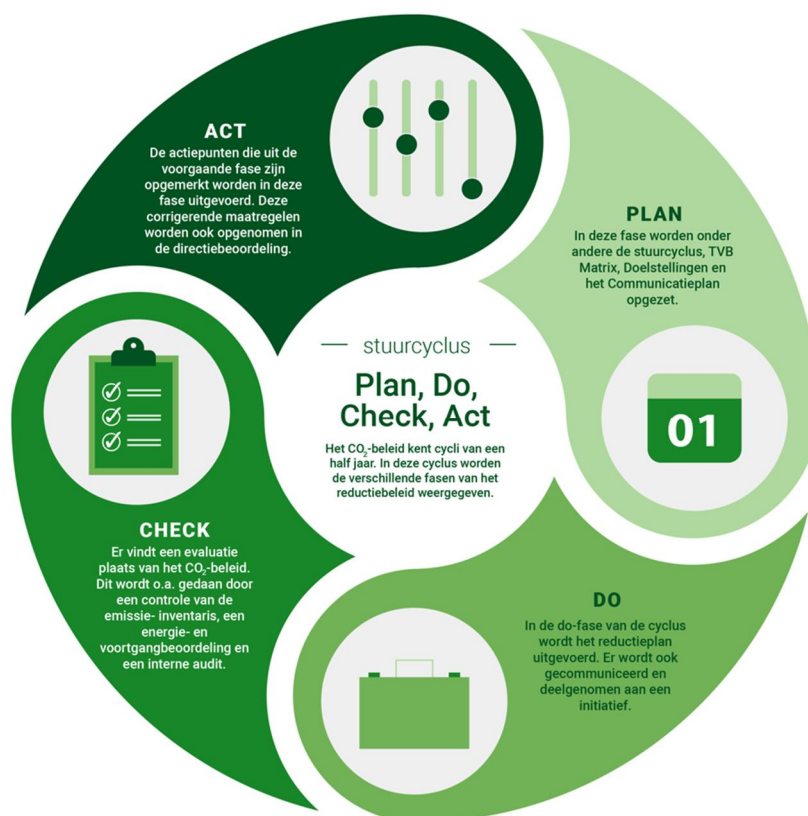 ACT
De actiepunten die uit de
voorgaande fase zijn
opgemerkt worden in deze
fase uitgevoerd. Deze
corrigerende maatregelen
worden ook opgenomen in
de directiebeoordeling.
PLAN
In deze fase worden onder
andere de stuurcyclus, TVB
Matrix, Doelstellingen en
het Communicatieplan
opgezet.
01
stuurcyclus
Plan, Do,
Check, Act
Het CO₂-beleid kent cycli van een
half jaar. In deze cyclus worden
de verschillende fasen van het
reductiebeleid weergegeven.
CHECK
Er vindt een evaluatie
plaats van het CO₂-beleid.
Dit wordt o.a. gedaan door
een controle van de
emissie- inventaris, een
energie- en
voortgangbeoordeling en
een interne audit.
DO
In de do-fase van de cyclus
wordt het reductieplan
uitgevoerd. Er wordt ook
gecommuniceerd en
deelgenomen aan een
initiatief.